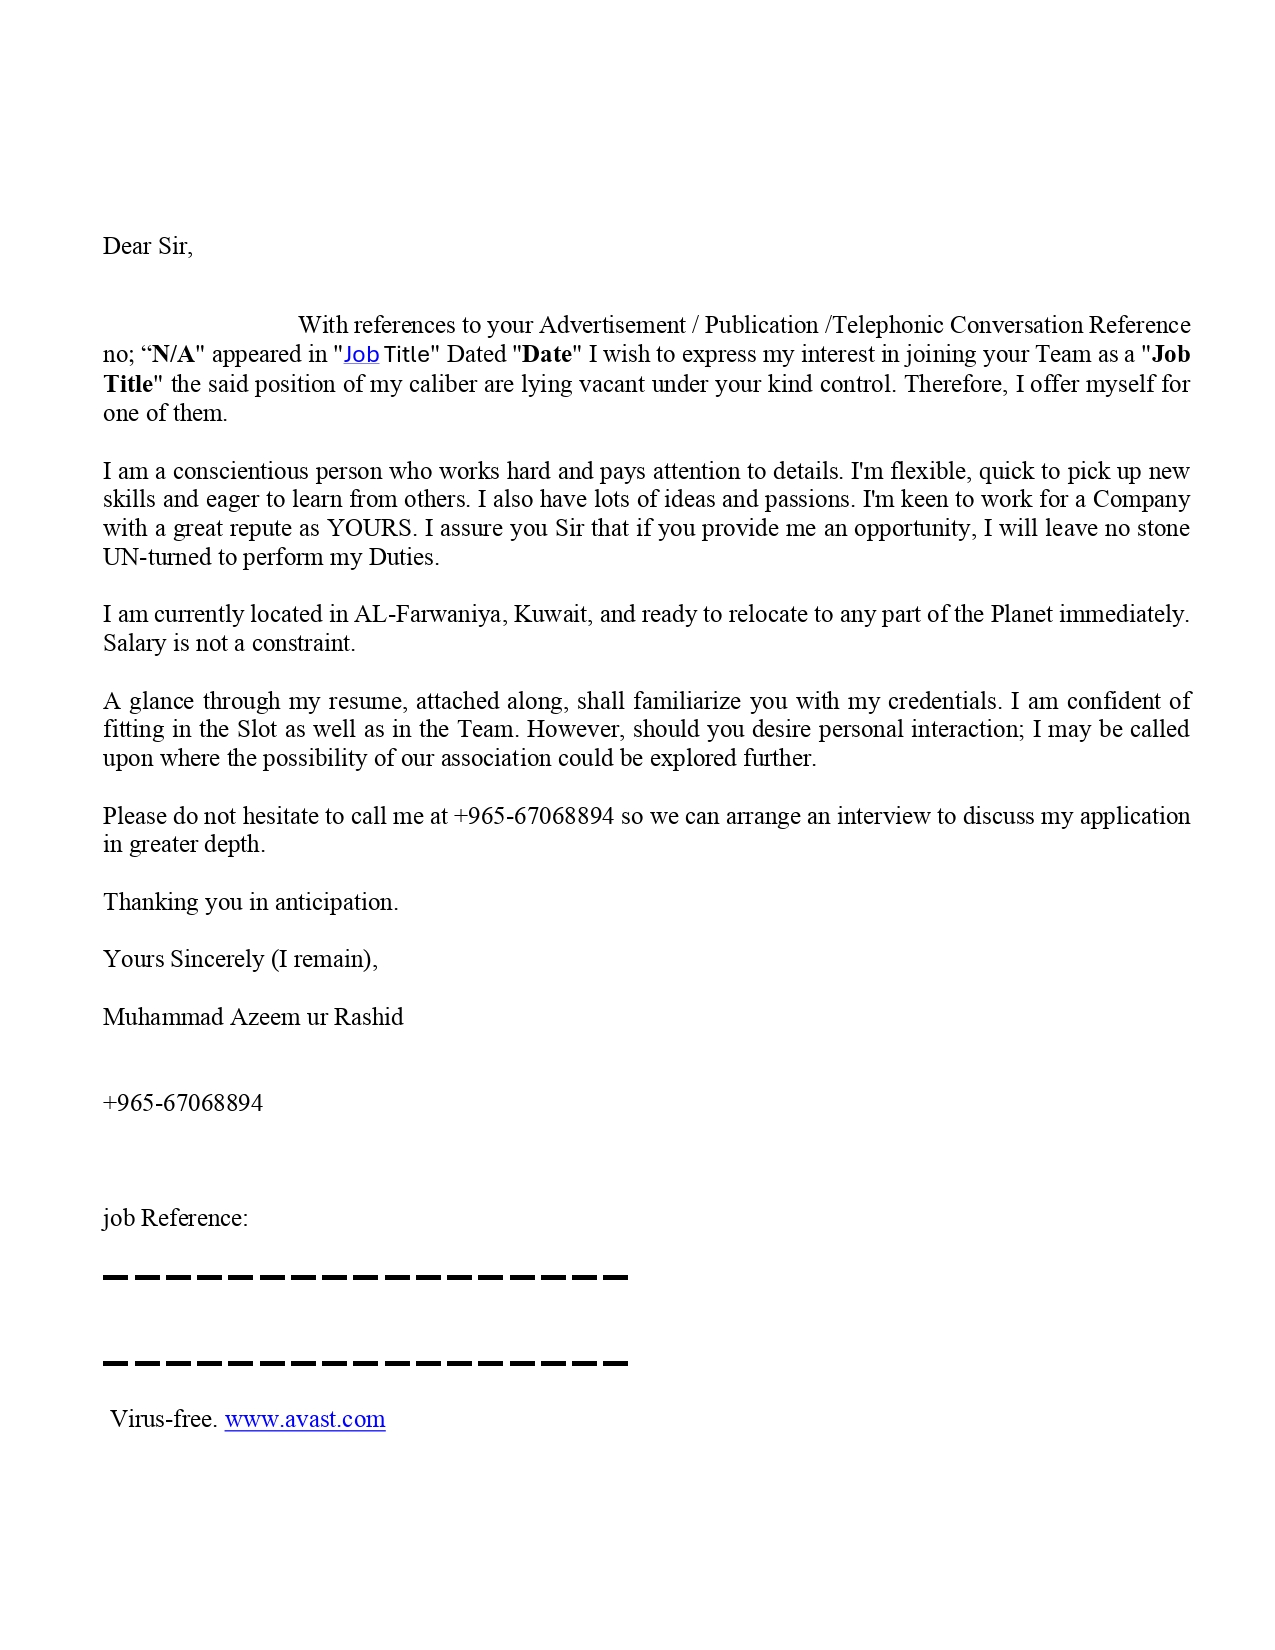 Dear Sir,
With references to your Advertisement / Publication /Telephonic Conversation Reference
no; “N/A" appeared in "Job Title" Dated "Date" I wish to express my interest in joining your Team as a "Job
Title" the said position of my caliber are lying vacant under your kind control. Therefore, I offer myself for
one of them.
I am a conscientious person who works hard and pays attention to details. I'm flexible, quick to pick up new
skills and eager to learn from others. I also have lots of ideas and passions. I'm keen to work for a Company
with a great repute as YOURS. I assure you Sir that if you provide me an opportunity, I will leave no stone
UN-turned to perform my Duties.
I am currently located in AL-Farwaniya, Kuwait, and ready to relocate to any part of the Planet immediately.
Salary is not a constraint.
A glance through my resume, attached along, shall familiarize you with my credentials. I am confident of
fitting in the Slot as well as in the Team. However, should you desire personal interaction; I may be called
upon where the possibility of our association could be explored further.
Please do not hesitate to call me at +965-67068894 so we can arrange an interview to discuss my application
in greater depth.
Thanking you in anticipation.
Yours Sincerely (I remain),
Muhammad Azeem ur Rashid
+965-67068894
job Reference:
Virus-free. www.avast.com